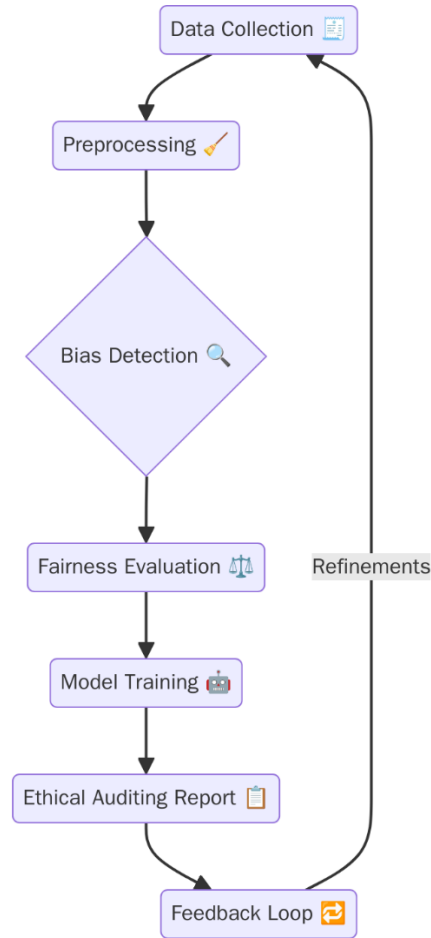 Data Collection 🧾
Preprocessing 🧹
Bias Detection 🔍
Fairness Evaluation ⚖️
Refinements
Model Training 🤖
Ethical Auditing Report 📋
Feedback Loop 🔁